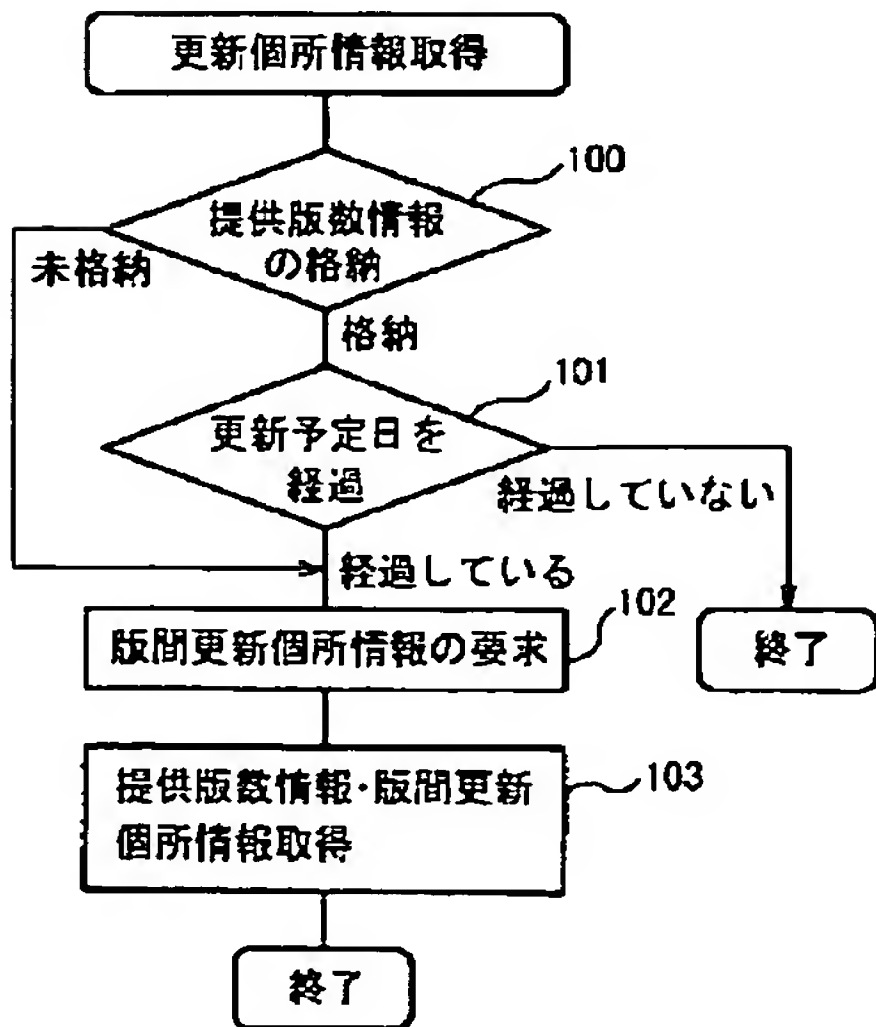 更新個所情報取得
100
提供版数情報
の格納
未格納
格納
101
更新予定日を
経過
経過していない
経過している
102
版間更新個所情報の要求
終了
103
提供版数情報・版間更新
個所情報取得
終了